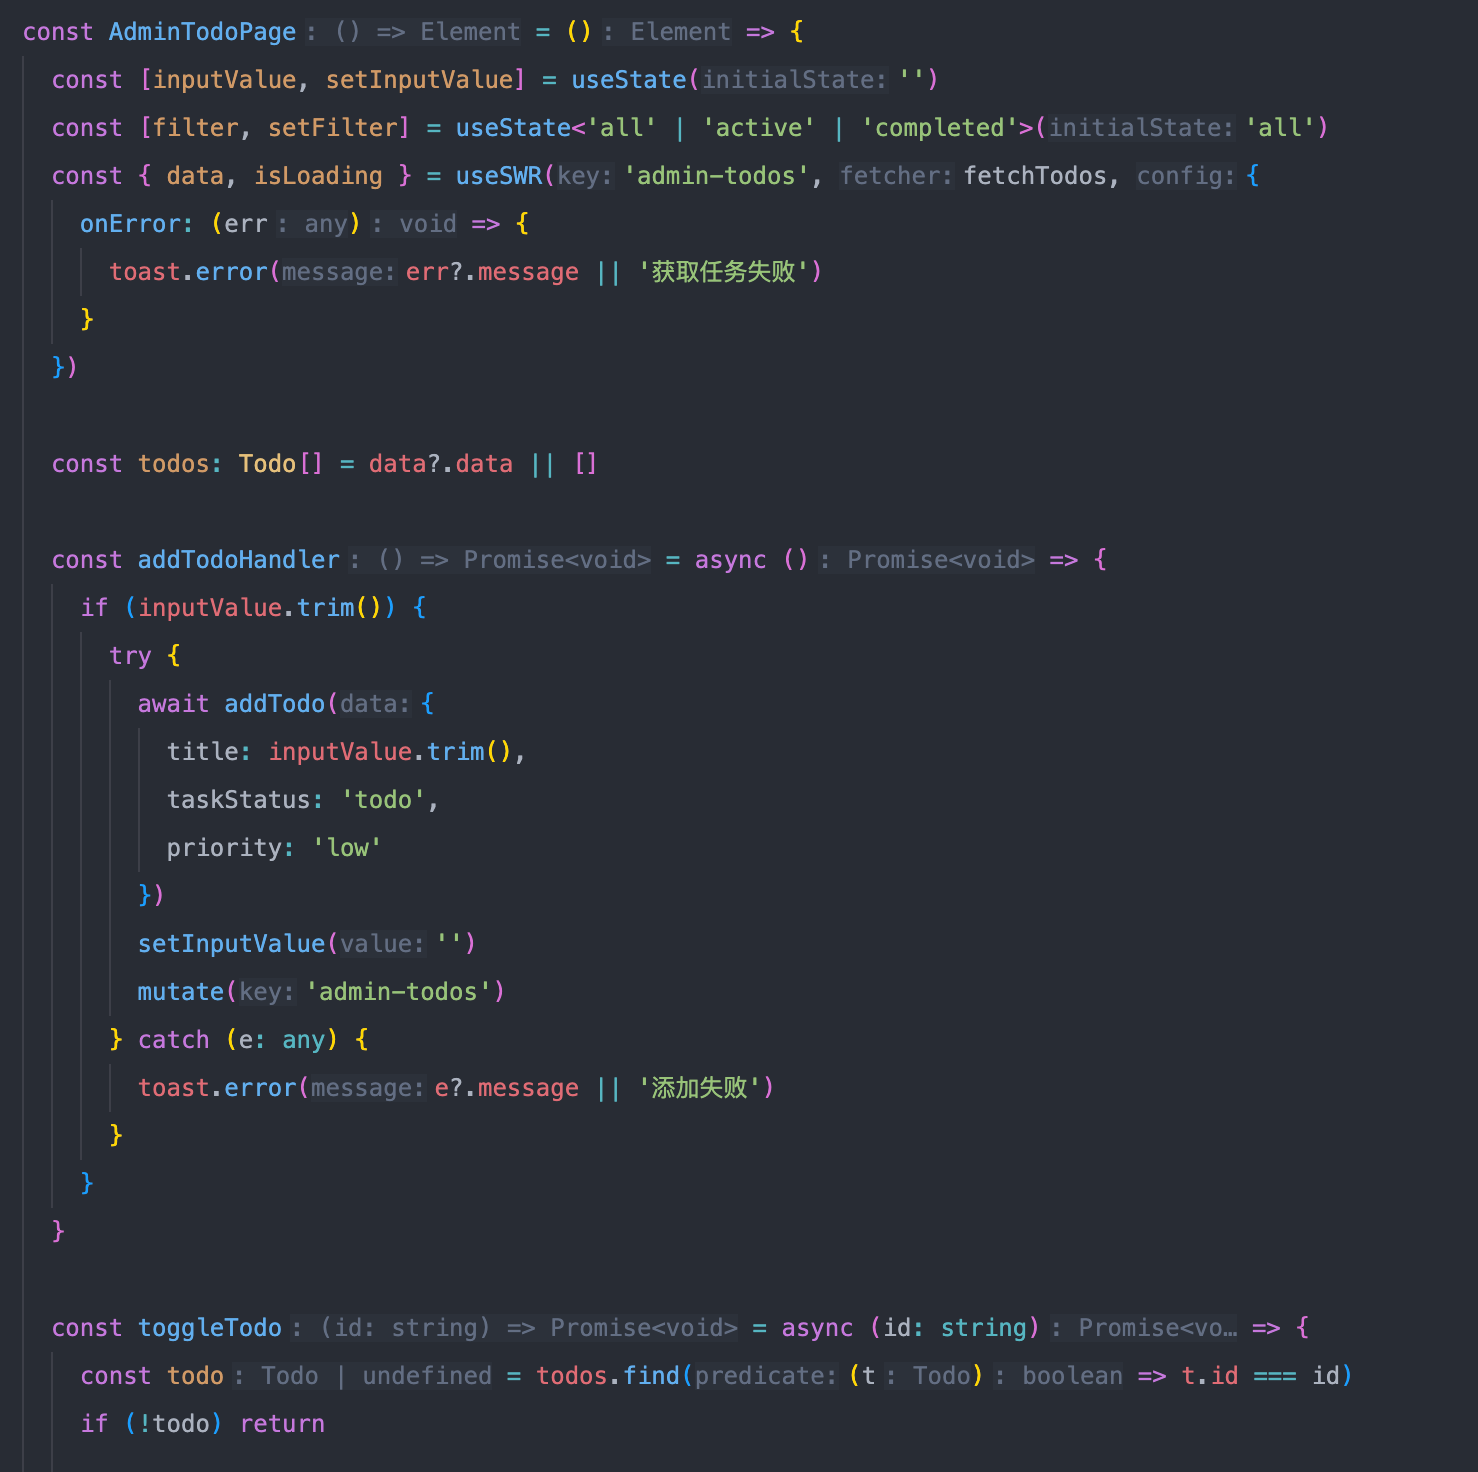 const AdminTodoPage: () => Element = (): Element => {
  const [inputValue, setInputValue] = useState(initialState: '')
  const [filter, setFilter] = useState<'all' | 'active' | 'completed'>(initialState: 'all')
  const { data, isLoading } = useSWR(key: 'admin-todos', fetcher: fetchTodos, config: {
    onError: (err: any): void => {
      toast.error(message: err?.message || '获取任务失败')
    }
  })

  const todos: Todo[] = data?.data || []

  const addTodoHandler: () => Promise<void> = async (): Promise<void> => {
    if (inputValue.trim()) {
      try {
        await addTodo(data: {
          title: inputValue.trim(),
          taskStatus: 'todo',
          priority: 'low'
        })
        setInputValue(value: '')
        mutate(key: 'admin-todos')
      } catch (e: any) {
        toast.error(message: e?.message || '添加失败')
      }
    }
  }

  const toggleTodo: (id: string) => Promise<void> = async (id: string): Promise<vo… => {
    const todo: Todo | undefined = todos.find(predicate: (t: Todo): boolean => t.id === id)
    if (!todo) return